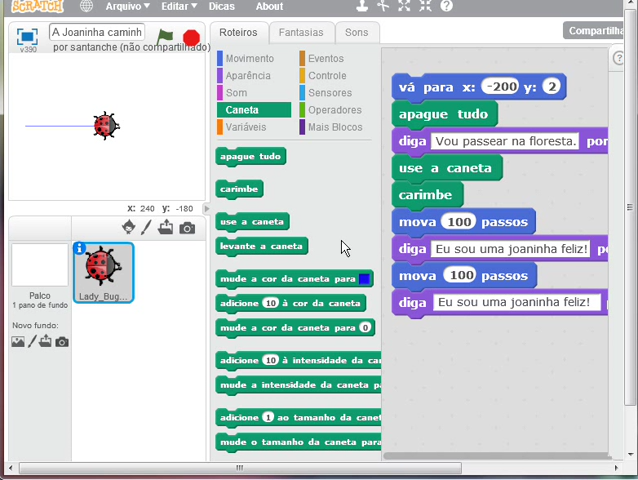 SCRATCH Arquivo Editar Dicas About
A Joaninha caminh
por santanche (não compartilhado)
v390
Roteiros Fantasias Sons
Compartilha
Movimento Eventos
Aparência Controle
Som Sensores
Caneta Operadores
Variáveis Mais Blocos
apague tudo
carimbe
use a caneta
levante a caneta
mude a cor da caneta para
adicione 10 à cor da caneta
mude a cor da caneta para 0
adicione 10 à intensidade da cane
mude a intensidade da caneta pa
adicione 1 ao tamanho da canet
mude o tamanho da caneta para
vá para x: -200 y: 2
apague tudo
diga Vou passear na floresta. por
use a caneta
carimbe
mova 100 passos
diga Eu sou uma joaninha feliz! po
mova 100 passos
diga Eu sou uma joaninha feliz!
x: 240 y: -180
Palco
1 pano de fundo
Novo fundo:
Lady_Bug...
i
?